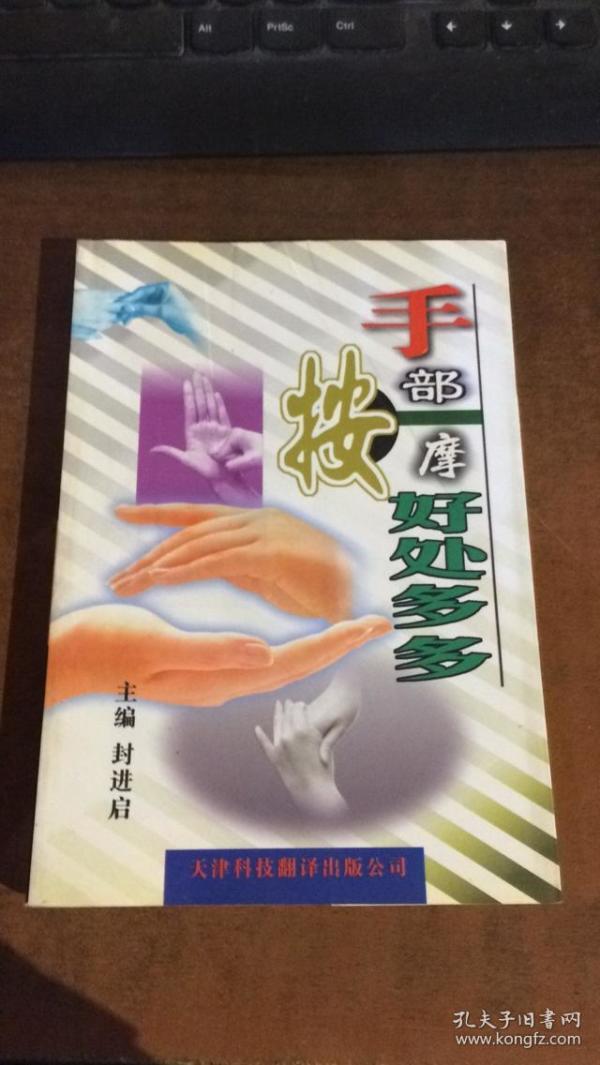 Alt
PrtSc
Ctrl
手部按摩
好处多多
主编 封进启
天津科技翻译出版公司
孔夫子旧书网
www.kongfz.com